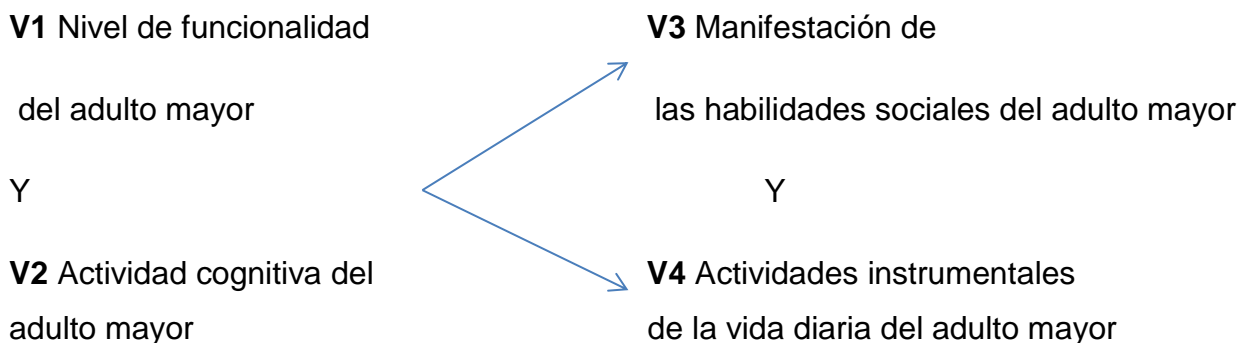 V1 Nivel de funcionalidad
del adulto mayor
Y
V2 Actividad cognitiva del
adulto mayor
V3 Manifestación de
las habilidades sociales del adulto mayor
Y
V4 Actividades instrumentales
de la vida diaria del adulto mayor